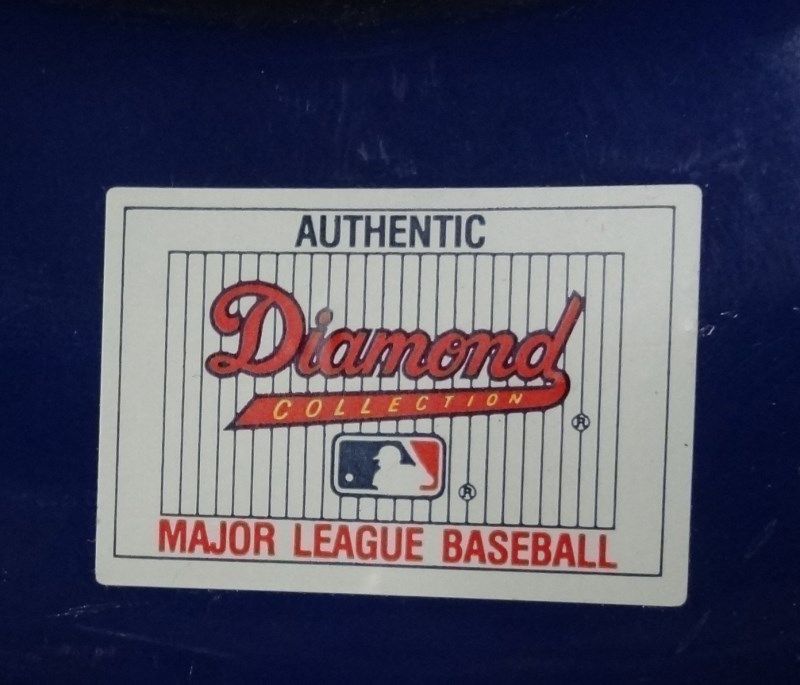 AUTHENTIC
Diamond
COLLECTION
®
®
MAJOR LEAGUE BASEBALL